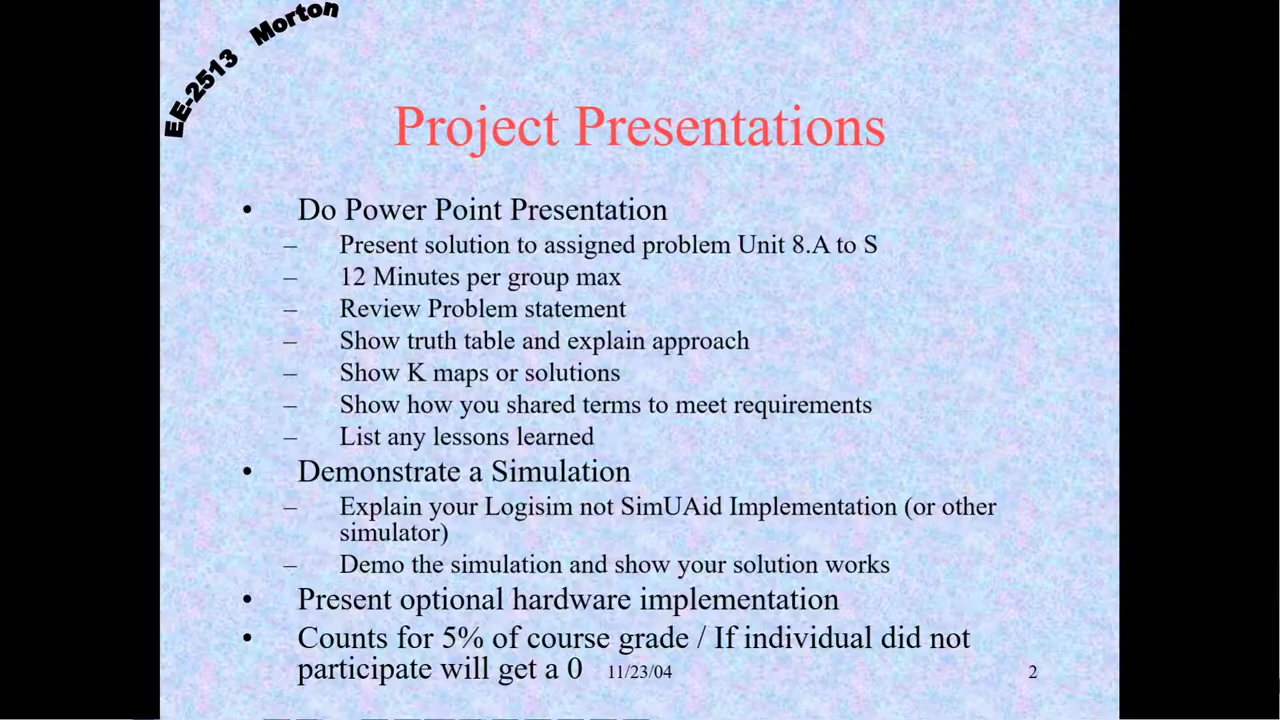 EE-2513 Morton
Project Presentations
• Do Power Point Presentation
– Present solution to assigned problem Unit 8.A to S
– 12 Minutes per group max
– Review Problem statement
– Show truth table and explain approach
– Show K maps or solutions
– Show how you shared terms to meet requirements
– List any lessons learned
• Demonstrate a Simulation
– Explain your Logisim not SimUAid Implementation (or other
simulator)
– Demo the simulation and show your solution works
• Present optional hardware implementation
• Counts for 5% of course grade / If individual did not
participate will get a 0
11/23/04 2